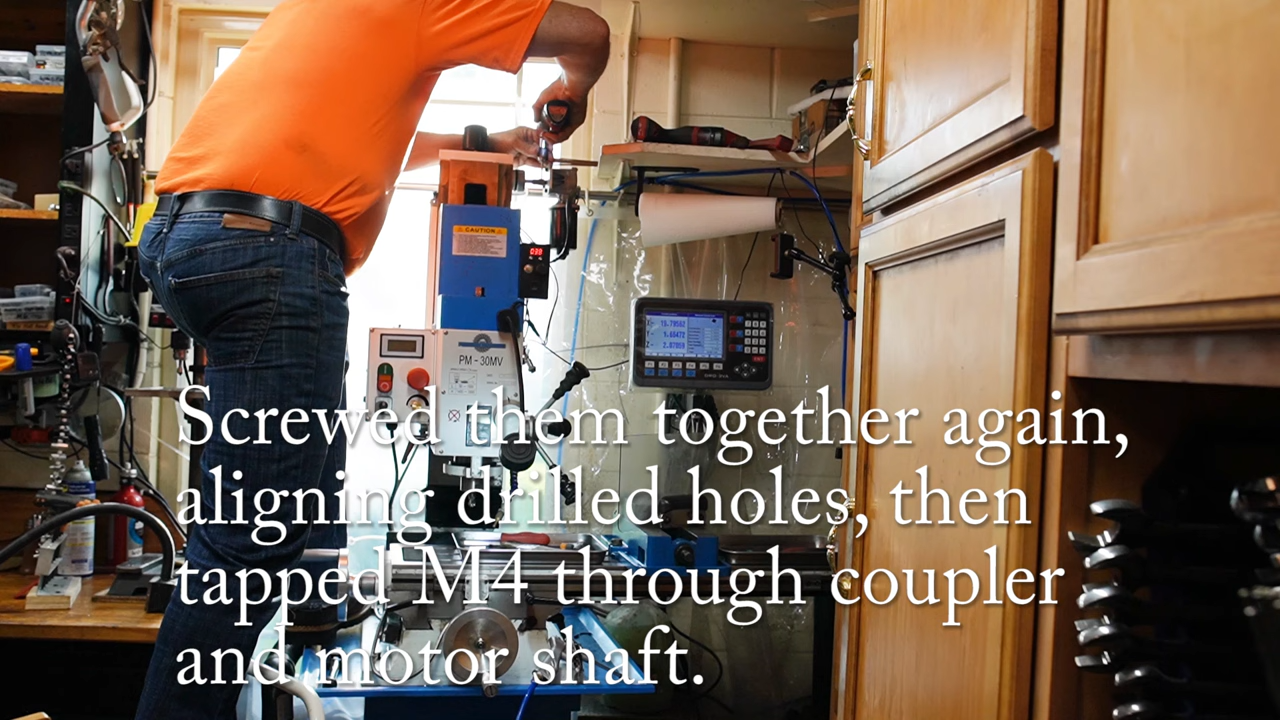 CAUTION
PM-30MV
Screwed them together again,
aligning drilled holes, then
tapped M4 through coupler
and motor shaft.